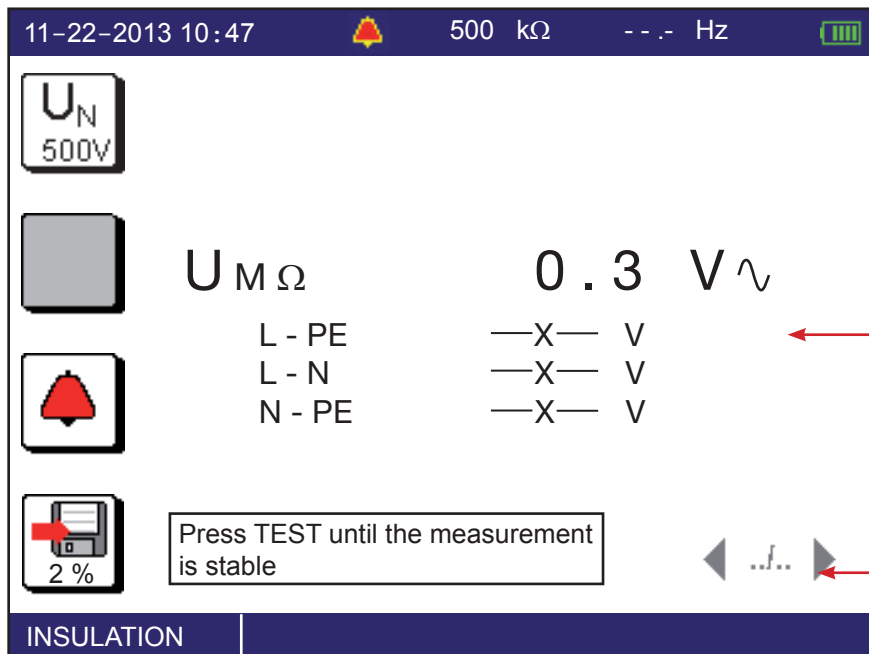 11-22-2013 10:47 500 kΩ - - .- Hz
UN
500V
U MΩ 0.3 V
L - PE —X— V
L - N —X— V
N - PE —X— V
2 %
Press TEST until the measurement
is stable
../..
INSULATION